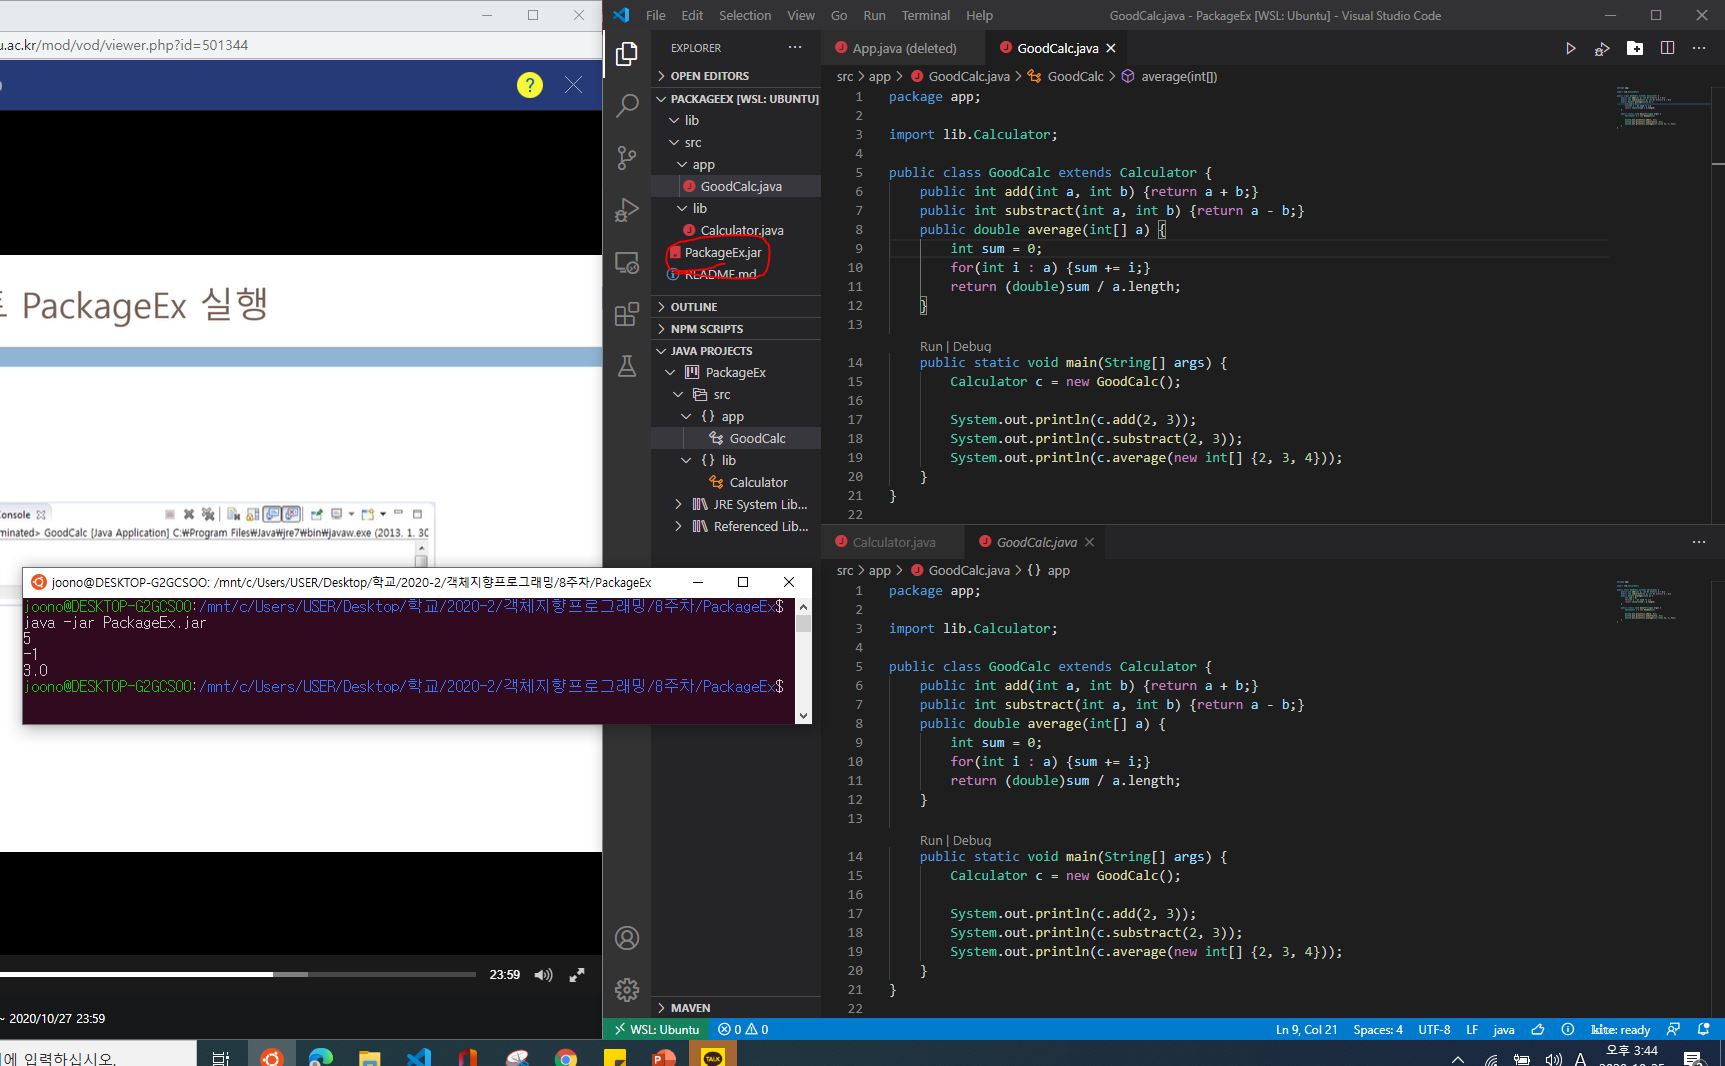 u.ac.kr/mod/vod/viewer.php?id=501344
?
PackageEx 실행
Console
minated> GoodCalc [Java Application] C:₩Program Files₩Java₩jre7₩bin₩javaw.exe (2013. 1. 30
joono@DESKTOP-G2GCSOO: /mnt/c/Users/USER/Desktop/학교/2020-2/객체지향프로그래밍/8주차/PackageEx
joono@DESKTOP-G2GCSOO:/mnt/c/Users/USER/Desktop/학교/2020-2/객체지향프로그래밍/8주차/PackageEx$
java -jar PackageEx.jar
5
-1
3.0
joono@DESKTOP-G2GCSOO:/mnt/c/Users/USER/Desktop/학교/2020-2/객체지향프로그래밍/8주차/PackageEx$
23:59
~ 2020/10/27 23:59
File Edit Selection View Go Run Terminal Help
GoodCalc.java - PackageEx [WSL: Ubuntu] - Visual Studio Code
EXPLORER
OPEN EDITORS
PACKAGEEX [WSL: UBUNTU]
lib
src
app
GoodCalc.java
lib
Calculator.java
PackageEx.jar
README.md
OUTLINE
NPM SCRIPTS
JAVA PROJECTS
PackageEx
src
{} app
GoodCalc
{} lib
Calculator
JRE System Lib...
Referenced Lib...
MAVEN
App.java (deleted) GoodCalc.java
src > app > GoodCalc.java > GoodCalc > average(int[])
1 package app;
2
3 import lib.Calculator;
4
5 public class GoodCalc extends Calculator {
6 public int add(int a, int b) {return a + b;}
7 public int substract(int a, int b) {return a - b;}
8 public double average(int[] a) {
9 int sum = 0;
10 for(int i : a) {sum += i;}
11 return (double)sum / a.length;
12 }
13
Run | Debug
14 public static void main(String[] args) {
15 Calculator c = new GoodCalc();
16
17 System.out.println(c.add(2, 3));
18 System.out.println(c.substract(2, 3));
19 System.out.println(c.average(new int[] {2, 3, 4}));
20 }
21 }
22
Calculator.java GoodCalc.java
src > app > GoodCalc.java > {} app
1 package app;
2
3 import lib.Calculator;
4
5 public class GoodCalc extends Calculator {
6 public int add(int a, int b) {return a + b;}
7 public int substract(int a, int b) {return a - b;}
8 public double average(int[] a) {
9 int sum = 0;
10 for(int i : a) {sum += i;}
11 return (double)sum / a.length;
12 }
13
Run | Debug
14 public static void main(String[] args) {
15 Calculator c = new GoodCalc();
16
17 System.out.println(c.add(2, 3));
18 System.out.println(c.substract(2, 3));
19 System.out.println(c.average(new int[] {2, 3, 4}));
20 }
21 }
22
WSL: Ubuntu 0 0
Ln 9, Col 21 Spaces: 4 UTF-8 LF java kite: ready
에 입력하십시오.
TALK
A
오후 3:44